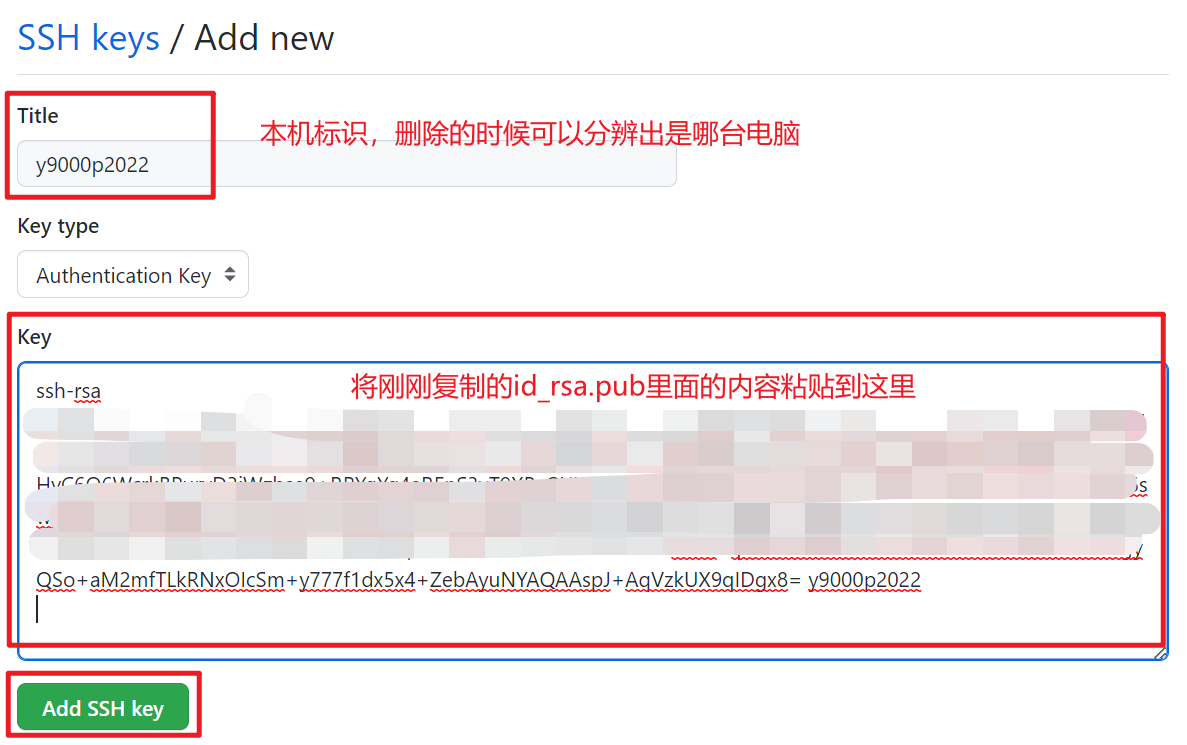 SSH keys / Add new
Title
本机标识，删除的时候可以分辨出是哪台电脑
y9000p2022
Key type
Authentication Key
Key
ssh-rsa
将刚刚复制的id_rsa.pub里面的内容粘贴到这里
QSo+aM2mfTLkRNxOIcSm+y777f1dx5x4+ZebAyuNYAQAAspJ+AqVzkUX9qIDgx8= y9000p2022
Add SSH key